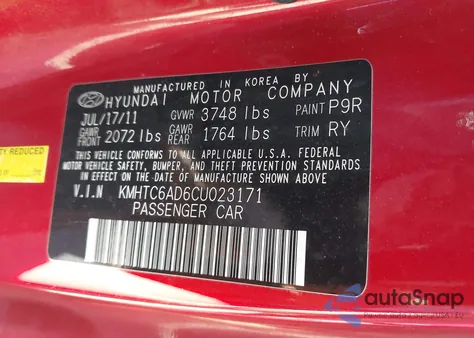 MANUFACTURED IN KOREA BY
HYUNDAI MOTOR COMPANY
JUL/17/11 GVWR 3748 lbs PAINT P9R
GAWR FRONT 2072 lbs GAWR REAR 1764 lbs TRIM RY
THIS VEHICLE CONFORMS TO ALL APPLICABLE U.S.A. FEDERAL
MOTOR VEHICLE SAFETY, BUMPER, AND THEFT PREVENTION STANDARDS
IN EFFECT ON THE DATE OF MANUFACTURE SHOWN ABOVE.
V.I.N KMHTC6AD6CU023171
PASSENGER CAR
TY REDUCED
autoSnap